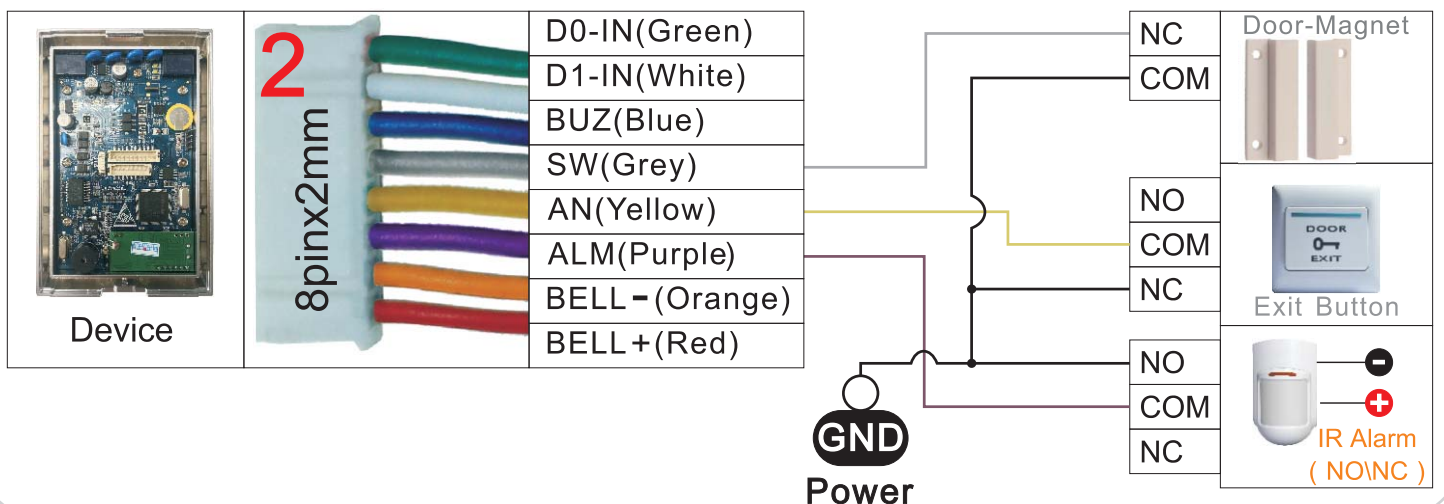 Device
2
8pinx2mm
D0-IN(Green)
D1-IN(White)
BUZ(Blue)
SW(Grey)
AN(Yellow)
ALM(Purple)
BELL-(Orange)
BELL+(Red)
GND
Power
NC
COM
Door-Magnet
NO
COM
NC
DOOR
EXIT
Exit Button
NO
COM
NC
-
+
IR Alarm
( NO\NC )